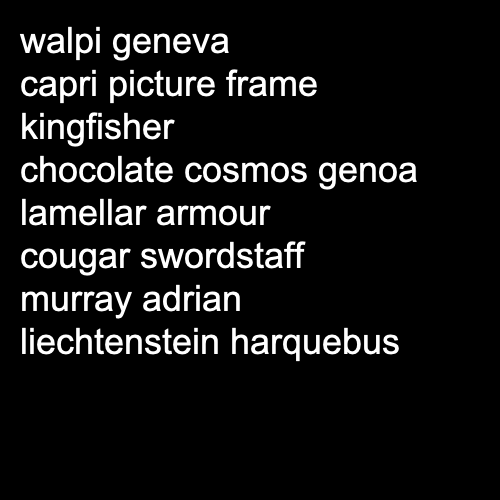 walpi geneva
capri picture frame
kingfisher
chocolate cosmos genoa
lamellar armour
cougar swordstaff
murray adrian
liechtenstein harquebus